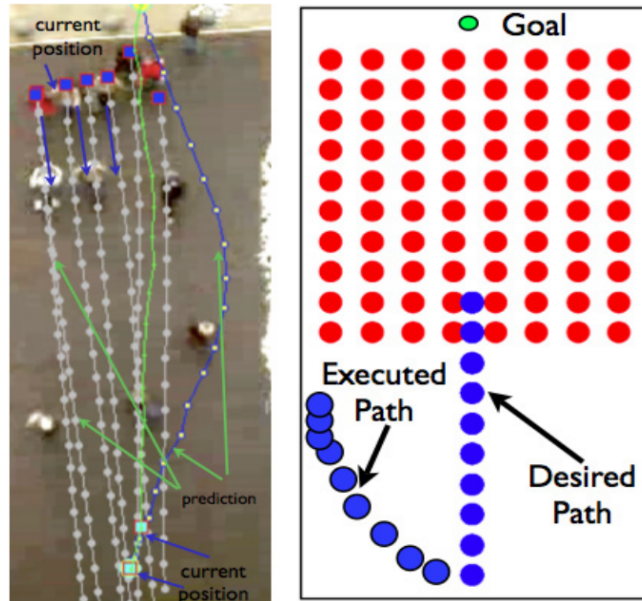 current
position
prediction
current
position
Goal
Executed
Path
Desired
Path